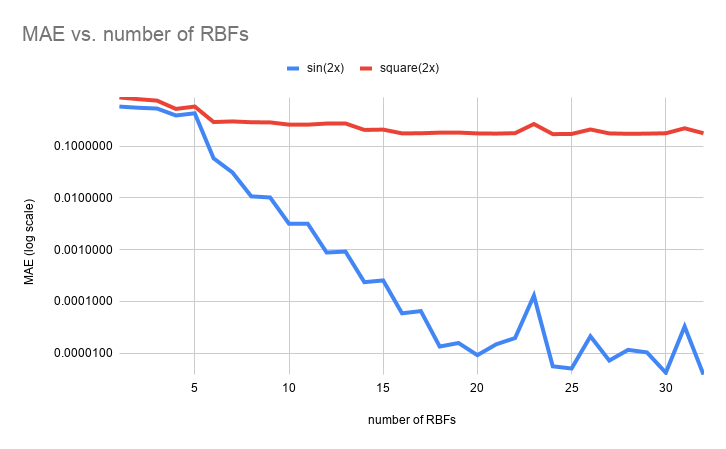 MAE vs. number of RBFs
sin(2x) square(2x)
MAE (log scale)
0.1000000
0.0100000
0.0010000
0.0001000
0.0000100
5 10 15 20 25 30
number of RBFs